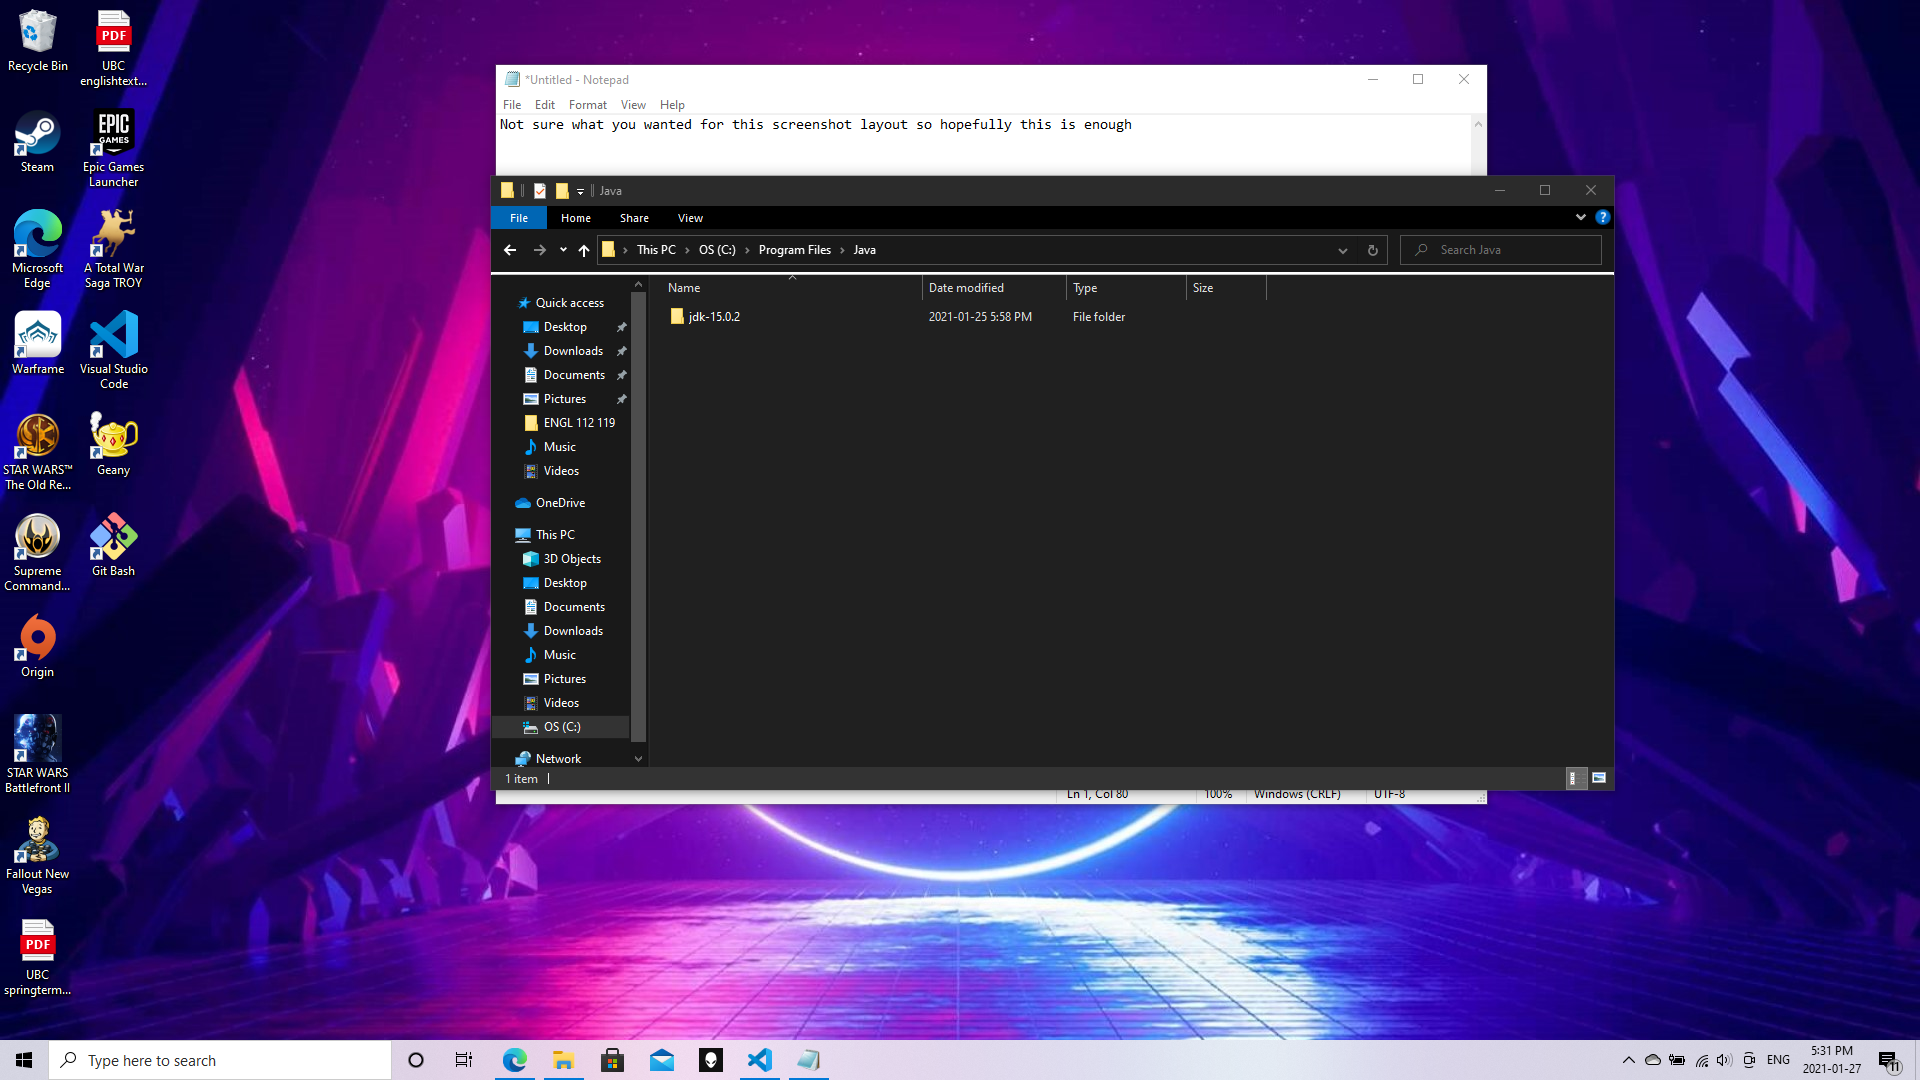 Recycle Bin
UBC
englishtext...
Steam
Epic Games
Launcher
Microsoft
Edge
A Total War
Saga TROY
Warframe
Visual Studio
Code
STAR WARS™
The Old Re...
Geany
Supreme
Command...
Git Bash
Origin
STAR WARS
Battlefront II
Fallout New
Vegas
PDF
UBC
springterm...
PDF
EPIC
GAMES
*Untitled - Notepad
File Edit Format View Help
Not sure what you wanted for this screenshot layout so hopefully this is enough
Java
File Home Share View
This PC › OS (C:) › Program Files › Java
Search Java
Name Date modified Type Size
jdk-15.0.2 2021-01-25 5:58 PM File folder
Quick access
Desktop
Downloads
Documents
Pictures
ENGL 112 119
Music
Videos
OneDrive
This PC
3D Objects
Desktop
Documents
Downloads
Music
Pictures
Videos
OS (C:)
Network
1 item
Ln 1, Col 80 100% Windows (CRLF) UTF-8
Type here to search
ENG
5:31 PM
2021-01-27
11